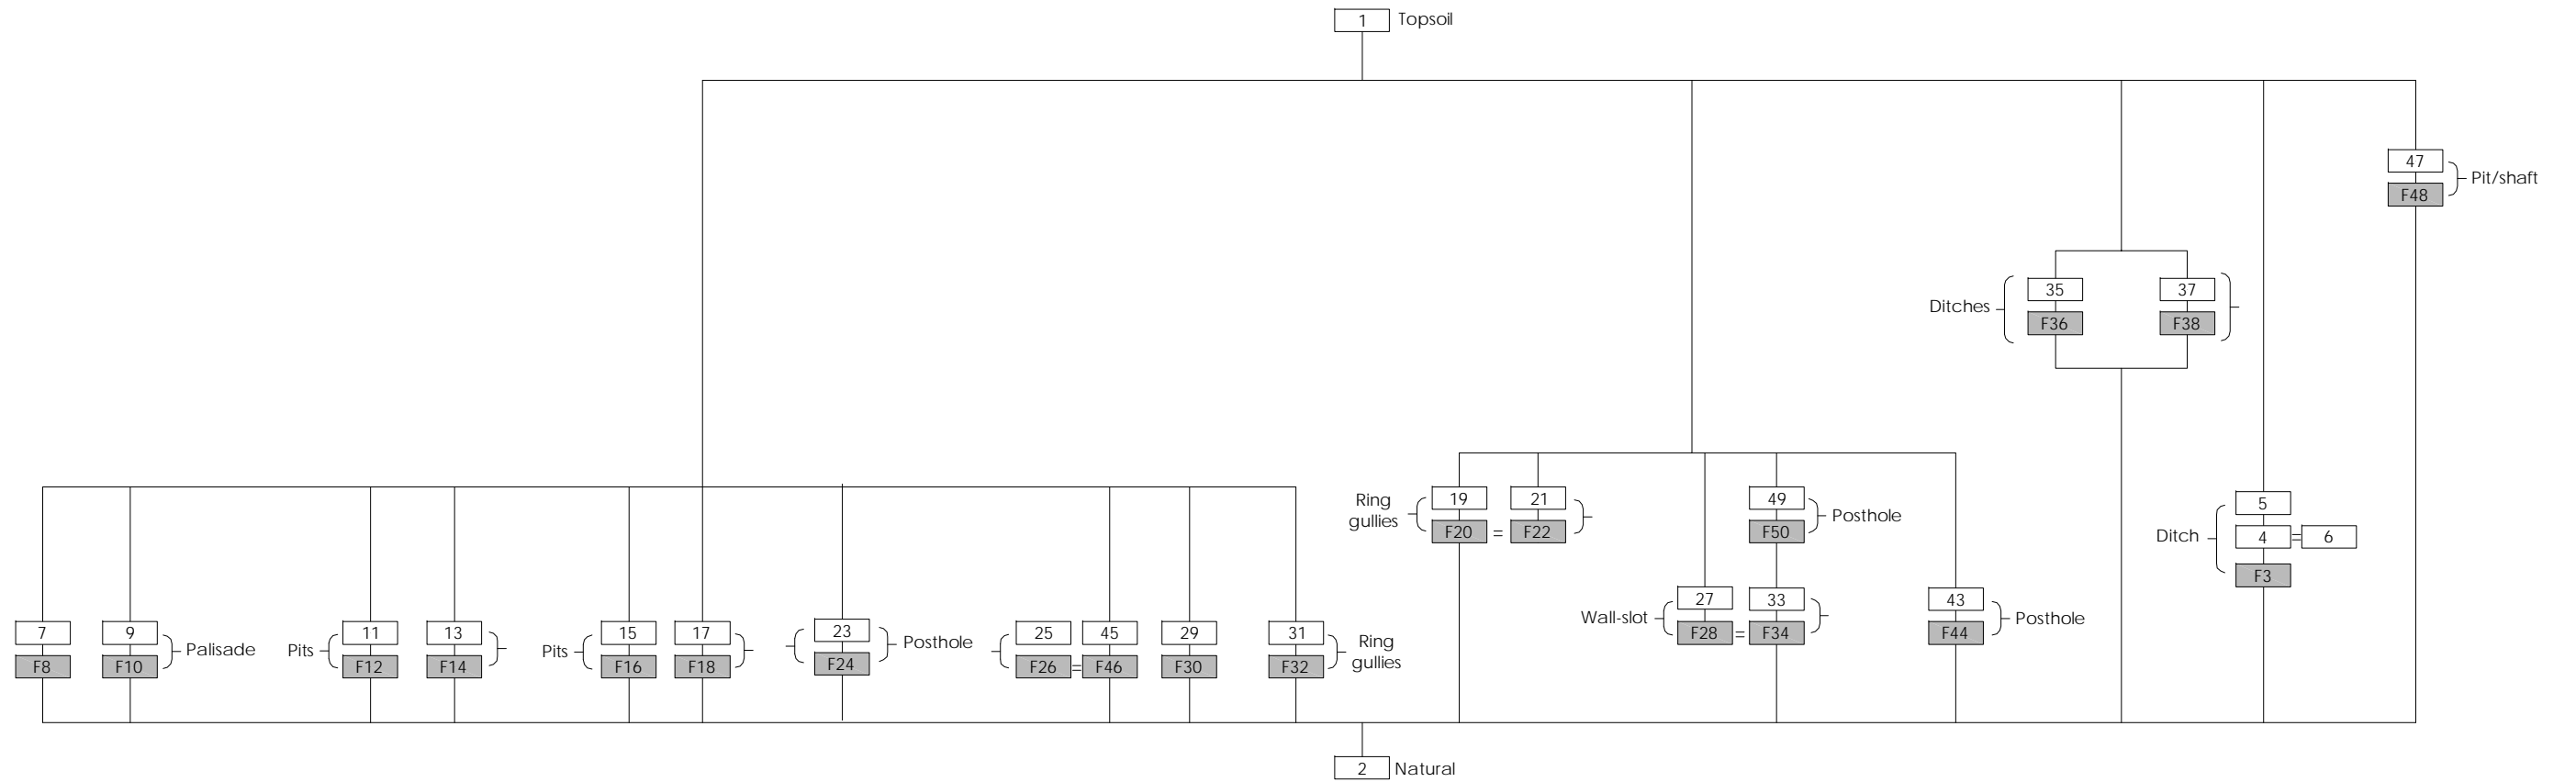 1 Topsoil
47
F48
Pit/shaft
Ditches
35
37
F36
F38
Ring
gullies
19
21
F20 = F22
49
F50
Posthole
5
4 = 6
F3
Ditch
Wall-slot
27
33
F28 = F34
43
F44
Posthole
7
F8
9
F10
Palisade
Pits
11
13
F12
F14
Pits
15
17
F16
F18
23
F24
Posthole
25
45
F26 = F46
29
F30
31
F32
Ring
gullies
2 Natural